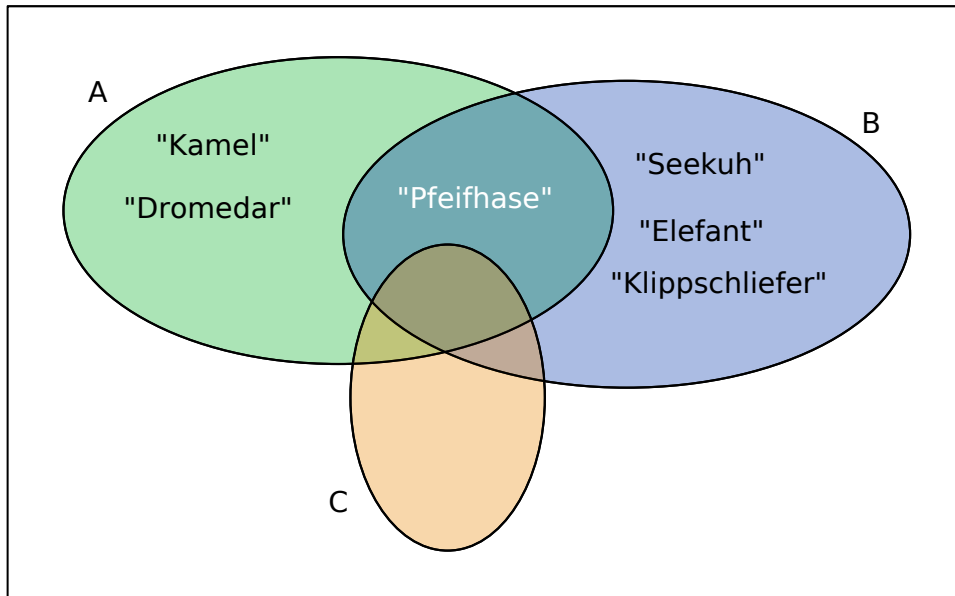 A
B
"Kamel"
"Seekuh"
"Pfeifhase"
"Dromedar"
"Elefant"
"Klippschliefer"
C